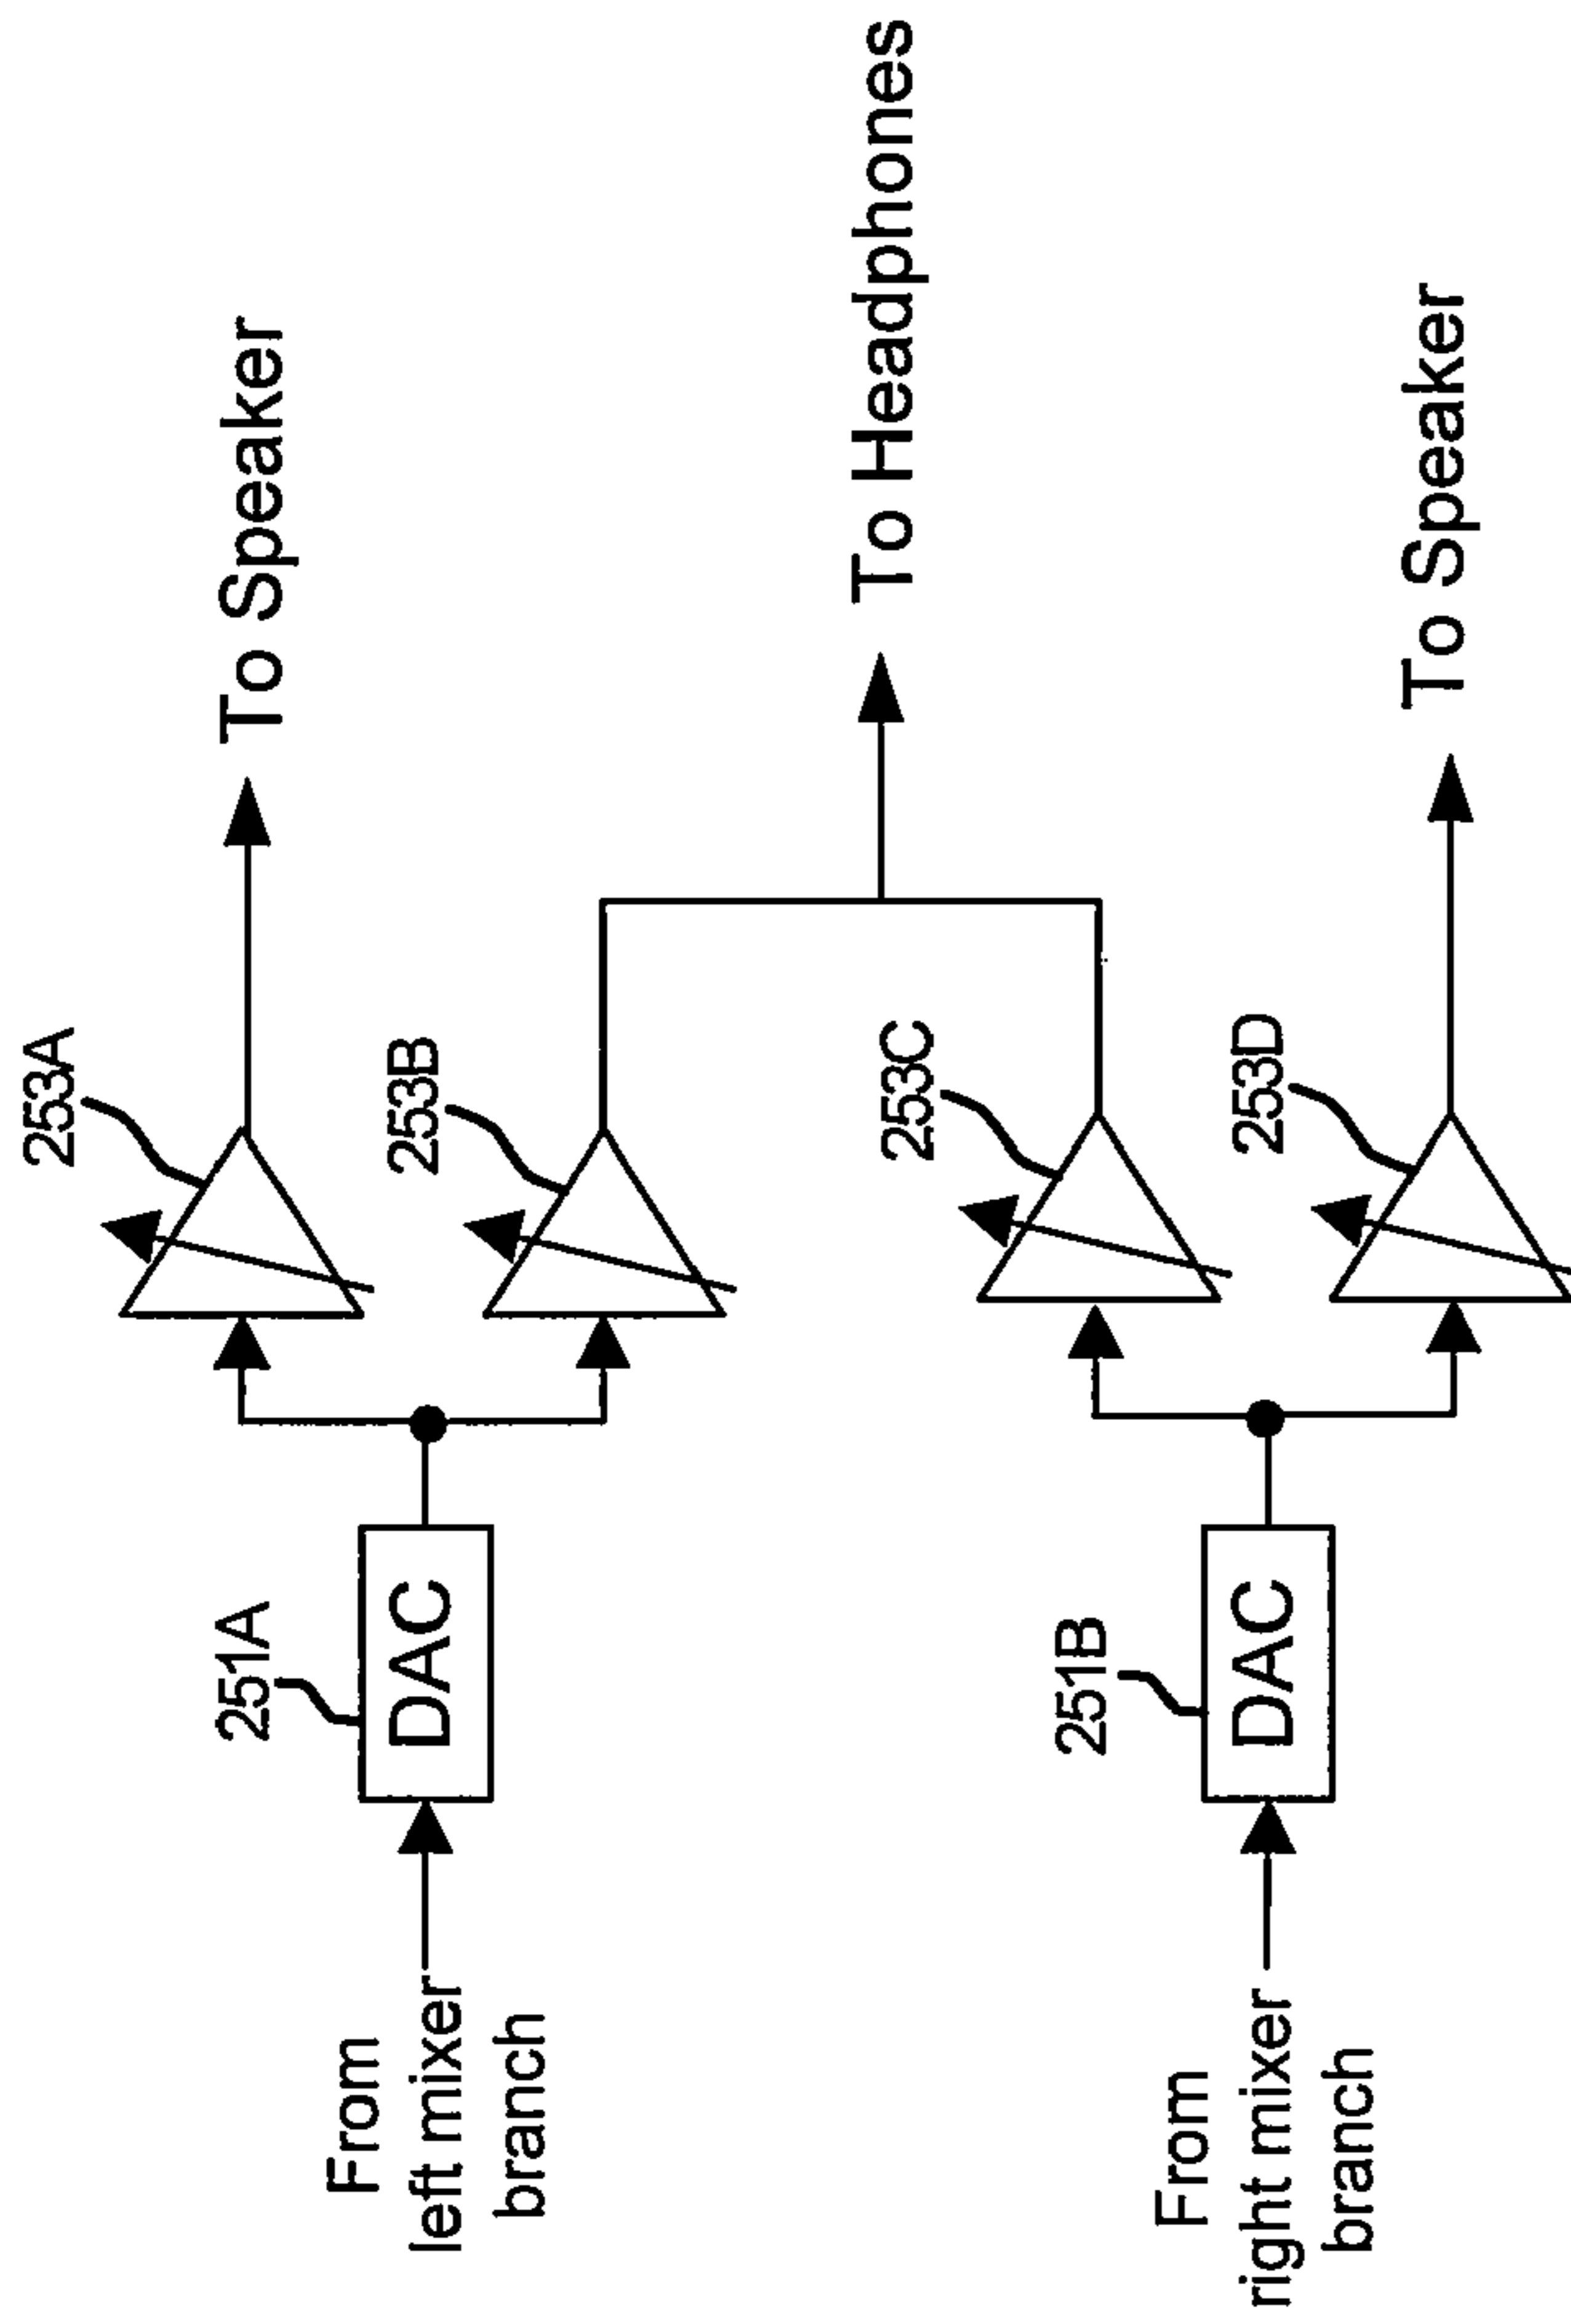 253A
To Speaker
251A
From
left mixer
branch
DAC
253B
To Headphones
253C
251B
From
right mixer
branch
DAC
253D
To Speaker